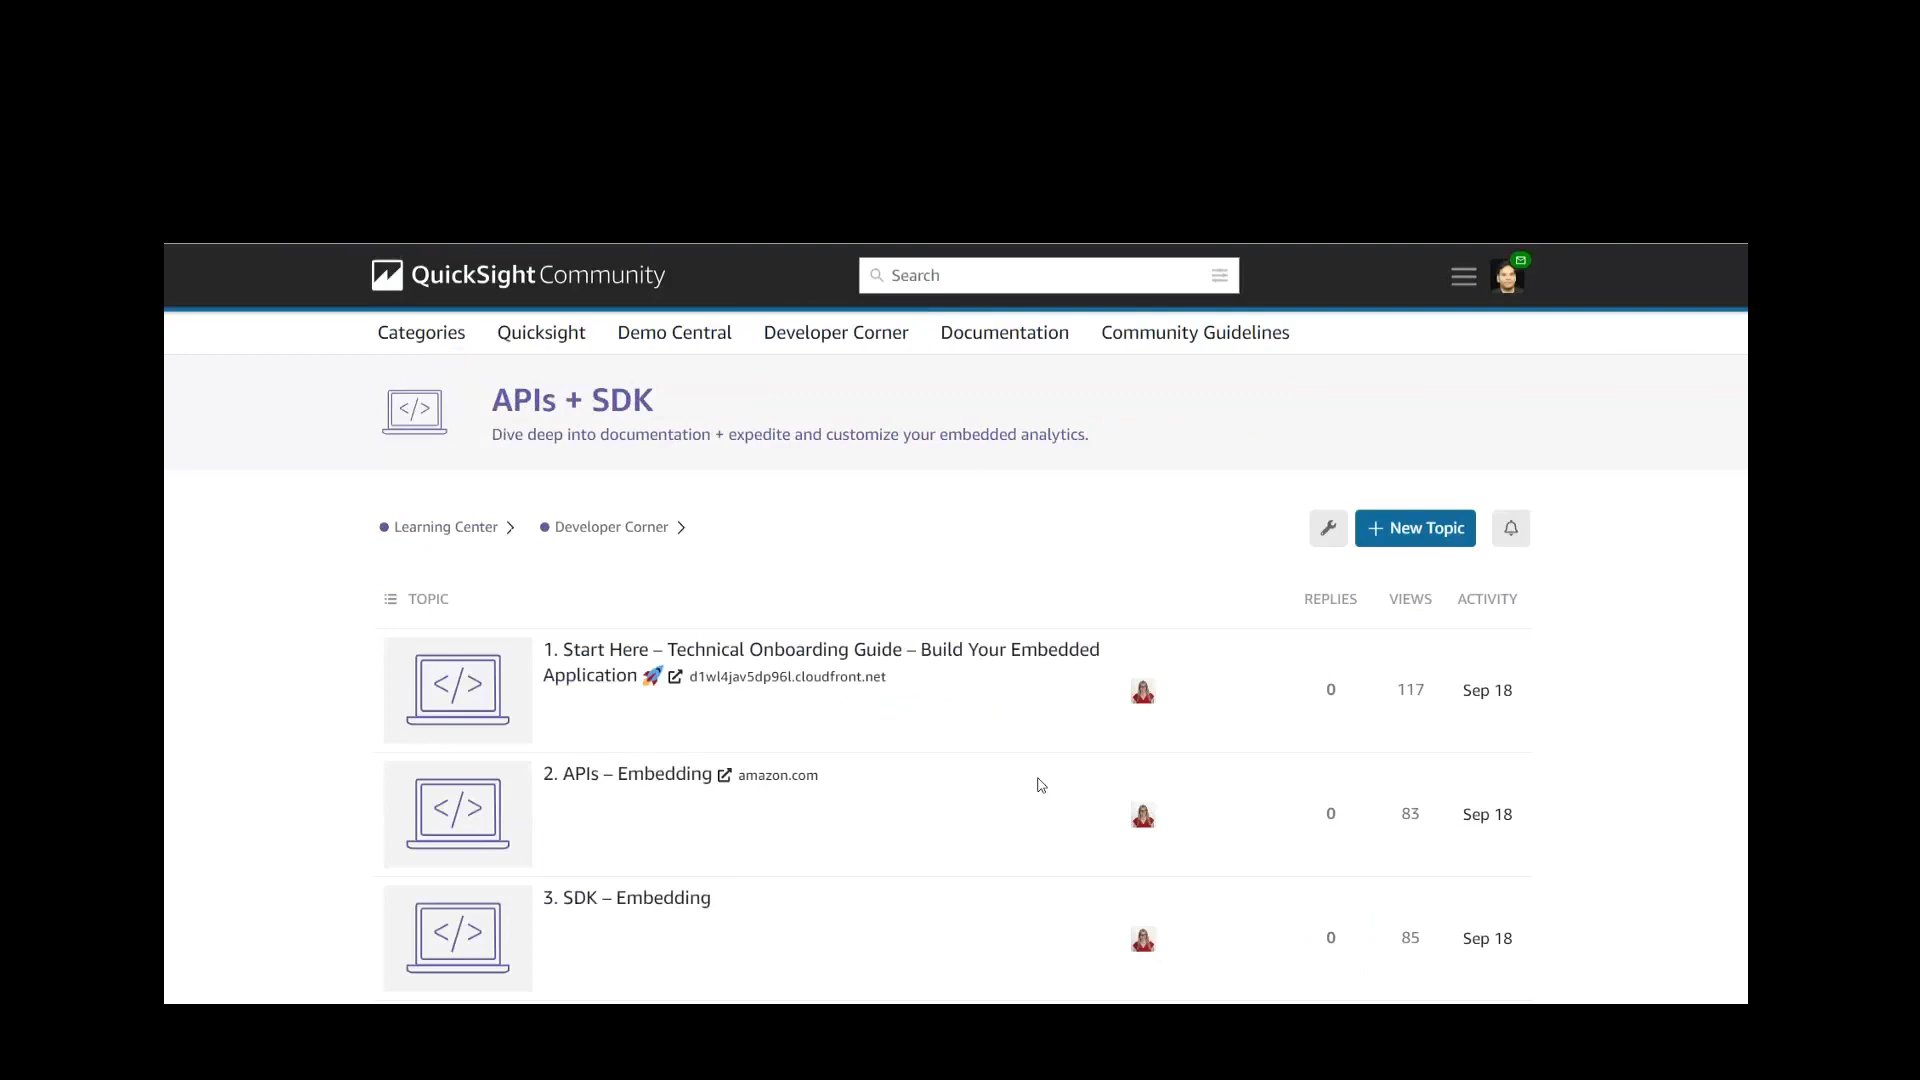 QuickSight Community
Search
Categories Quicksight Demo Central Developer Corner Documentation Community Guidelines
APIs + SDK
Dive deep into documentation + expedite and customize your embedded analytics.
Learning Center Developer Corner
New Topic
TOPIC REPLIES VIEWS ACTIVITY
1. Start Here – Technical Onboarding Guide – Build Your Embedded
Application 🚀 d1wl4jav5dp96l.cloudfront.net
0 117 Sep 18
2. APIs – Embedding amazon.com
0 83 Sep 18
3. SDK – Embedding
0 85 Sep 18